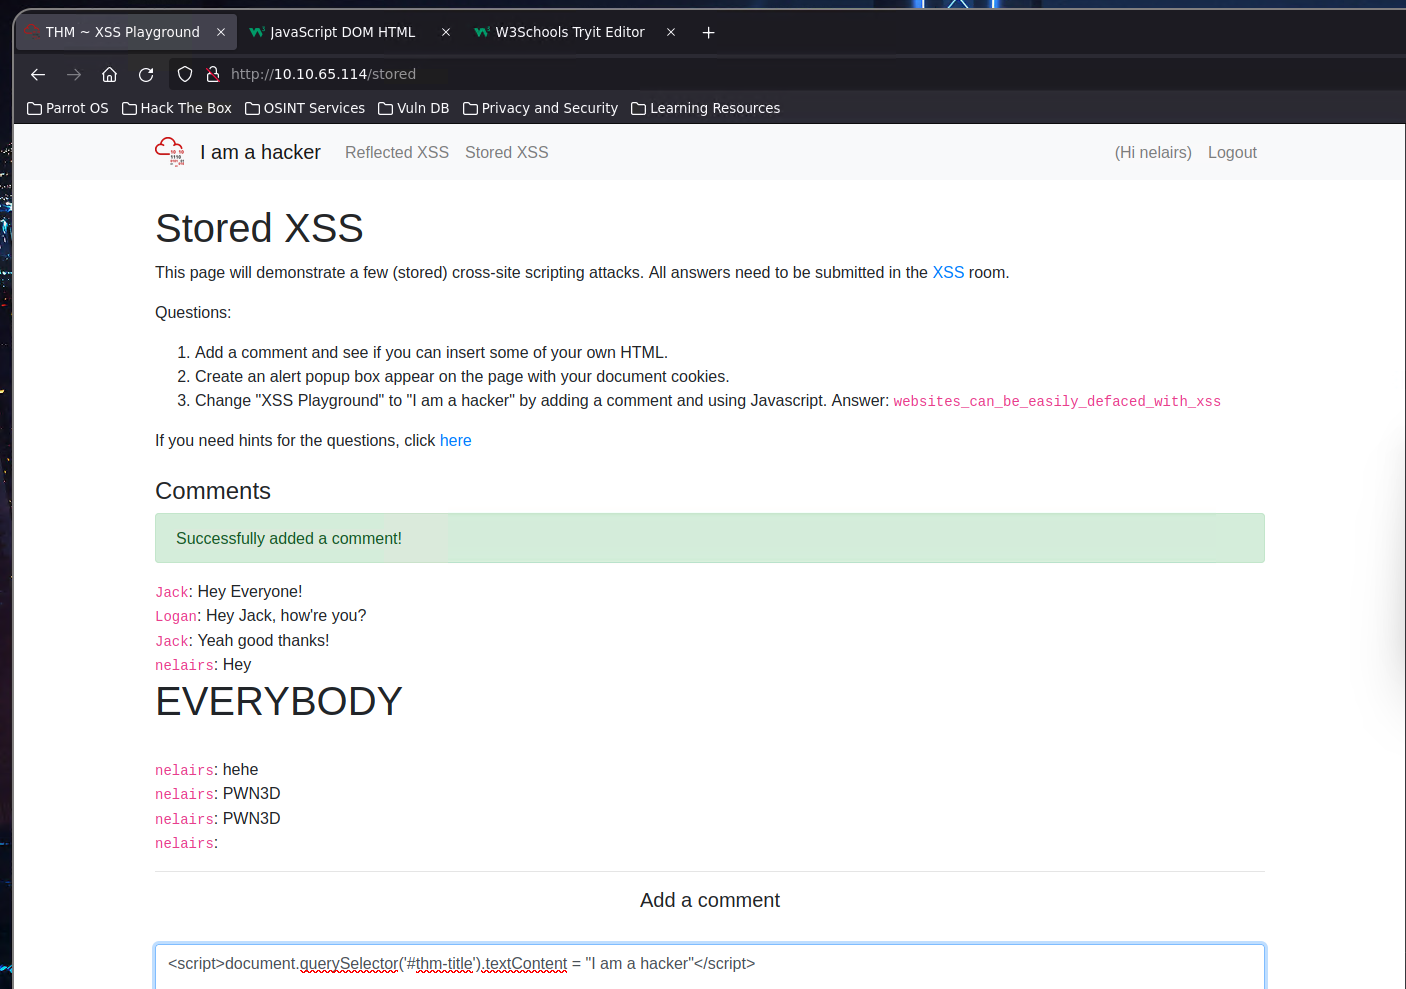 THM ~ XSS Playground
JavaScript DOM HTML
W3Schools Tryit Editor
http://10.10.65.114/stored
Parrot OS Hack The Box OSINT Services Vuln DB Privacy and Security Learning Resources
I am a hacker Reflected XSS Stored XSS (Hi nelairs) Logout
Stored XSS
This page will demonstrate a few (stored) cross-site scripting attacks. All answers need to be submitted in the XSS room.
Questions:
1. Add a comment and see if you can insert some of your own HTML.
2. Create an alert popup box appear on the page with your document cookies.
3. Change "XSS Playground" to "I am a hacker" by adding a comment and using Javascript. Answer: websites_can_be_easily_defaced_with_xss
If you need hints for the questions, click here
Comments
Successfully added a comment!
Jack: Hey Everyone!
Logan: Hey Jack, how're you?
Jack: Yeah good thanks!
nelairs: Hey
EVERYBODY
nelairs: hehe
nelairs: PWN3D
nelairs: PWN3D
nelairs:
Add a comment
<script>document.querySelector('#thm-title').textContent = "I am a hacker"</script>